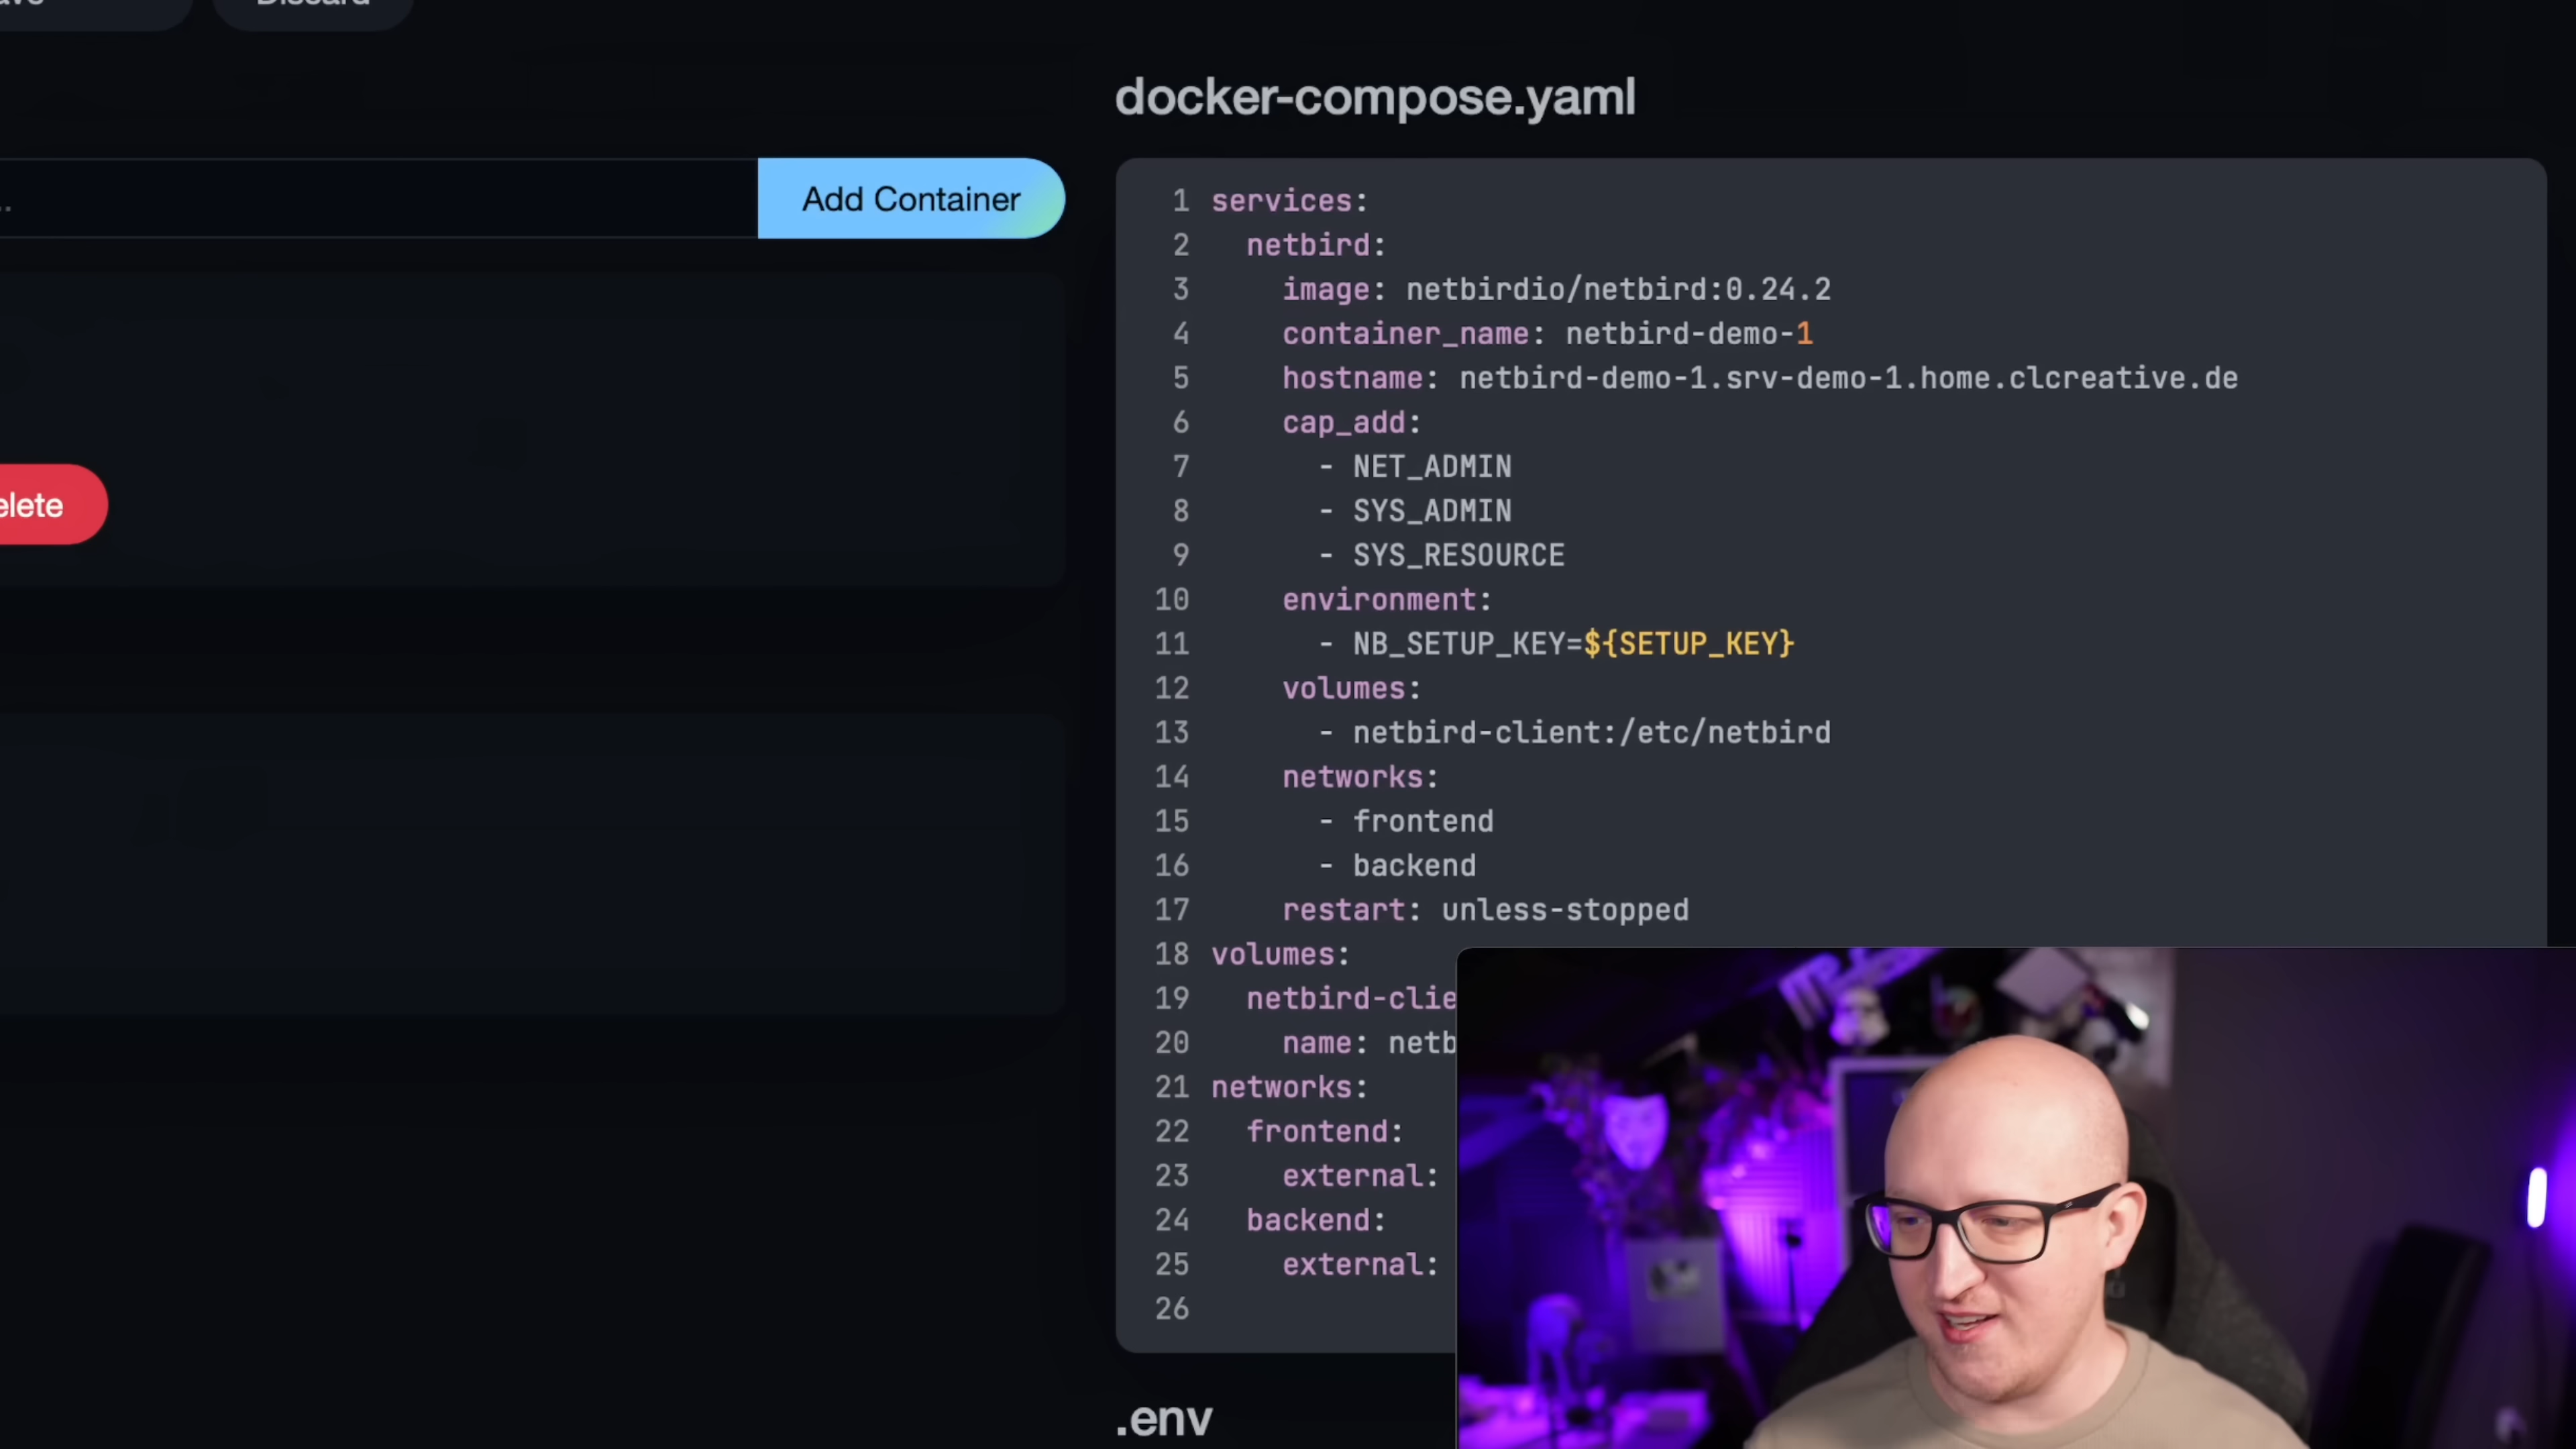 Discard
docker-compose.yaml
Add Container
1 services:
2 netbird:
3 image: netbirdio/netbird:0.24.2
4 container_name: netbird-demo-1
5 hostname: netbird-demo-1.srv-demo-1.home.clcreative.de
6 cap_add:
7 - NET_ADMIN
8 - SYS_ADMIN
9 - SYS_RESOURCE
10 environment:
11 - NB_SETUP_KEY=${SETUP_KEY}
12 volumes:
13 - netbird-client:/etc/netbird
14 networks:
15 - frontend
16 - backend
17 restart: unless-stopped
18 volumes:
19 netbird-clie
20 name: netb
21 networks:
22 frontend:
23 external:
24 backend:
25 external:
26
elete
.env